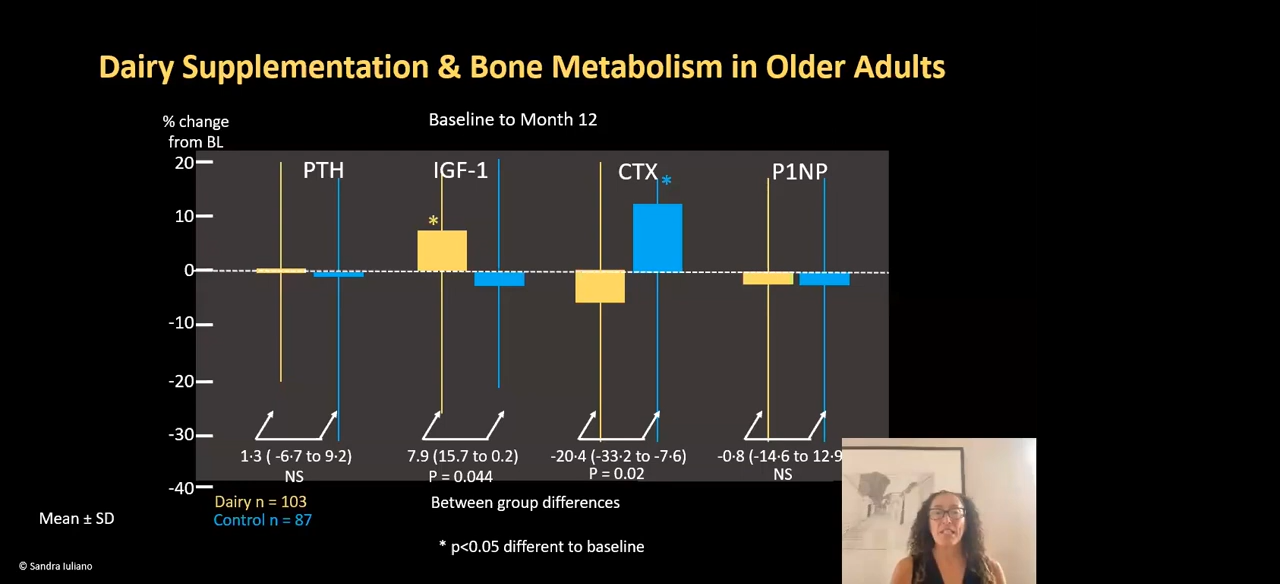 Dairy Supplementation & Bone Metabolism in Older Adults
% change
from BL
Baseline to Month 12
PTH
IGF-1
CTX
P1NP
*
*
20
10
0
-10
-20
-30
-40
1·3 ( -6·7 to 9·2)
NS
7.9 (15.7 to 0.2)
P = 0.044
-20·4 (-33·2 to -7·6)
P = 0.02
-0·8 (-14·6 to 12·9
NS
Dairy n = 103
Control n = 87
Between group differences
Mean ± SD
* p<0.05 different to baseline
© Sandra Iuliano